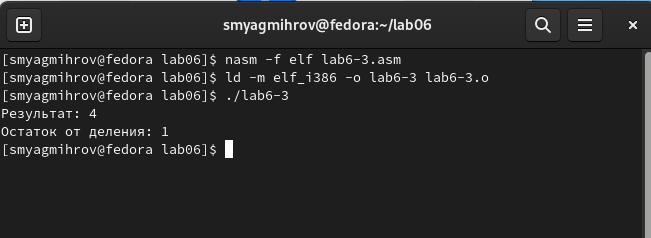 smyagmihrov@fedora:~/lab06
[smyagmihrov@fedora lab06]$ nasm -f elf lab6-3.asm
[smyagmihrov@fedora lab06]$ ld -m elf_i386 -o lab6-3 lab6-3.o
[smyagmihrov@fedora lab06]$ ./lab6-3
Результат: 4
Остаток от деления: 1
[smyagmihrov@fedora lab06]$